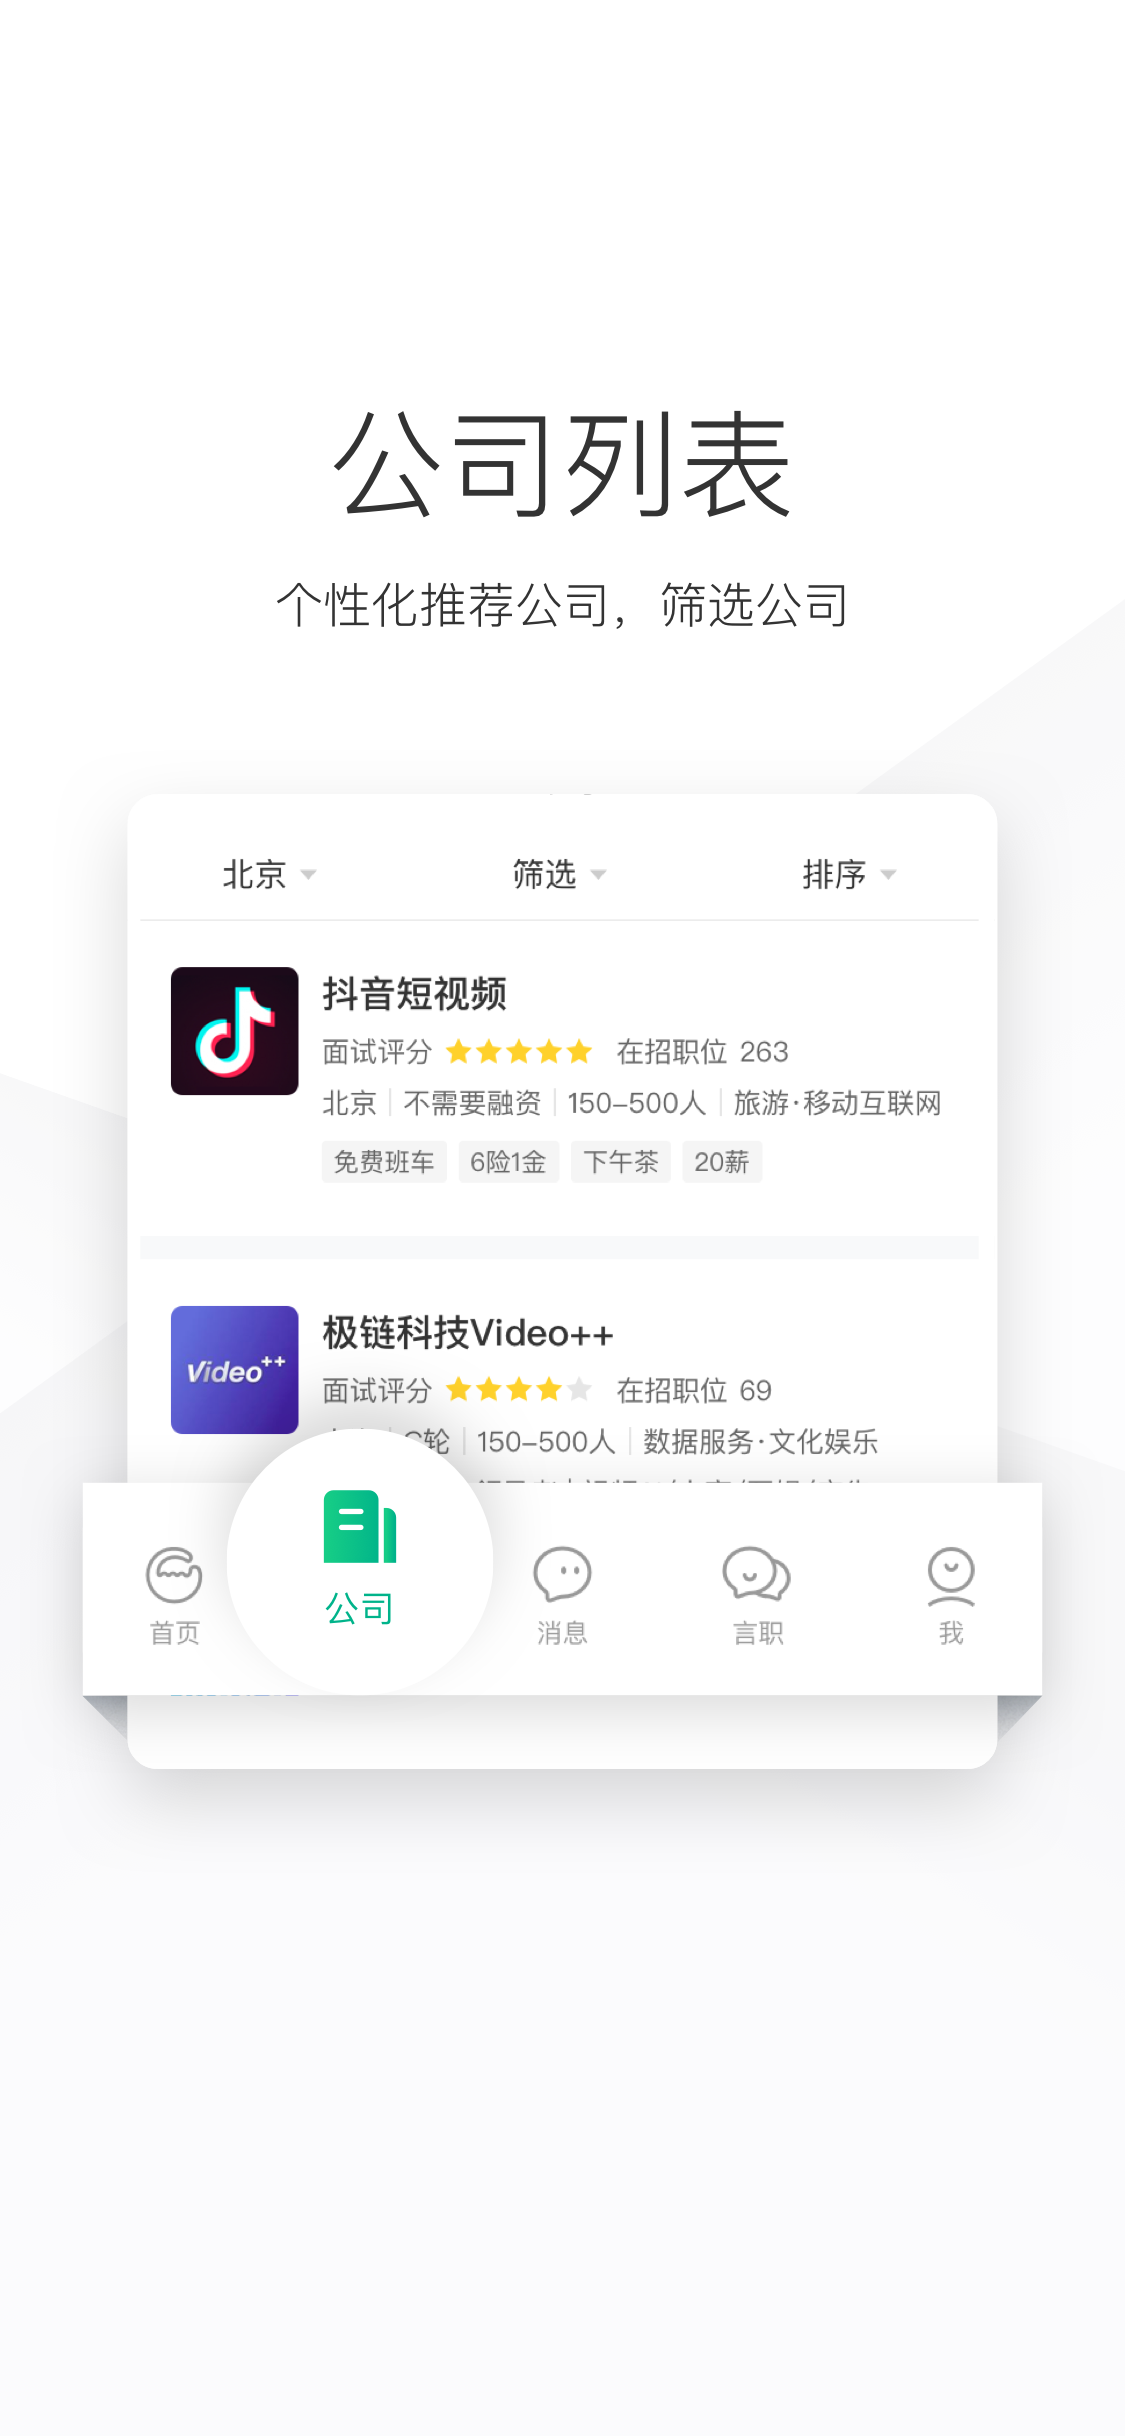 公司列表
个性化推荐公司，筛选公司
北京 筛选 排序
抖音短视频
面试评分 在招职位 263
北京 不需要融资 150-500人 旅游·移动互联网
免费班车 6险1金 下午茶 20薪
Video++
极链科技Video++
面试评分 在招职位 69
轮 150-500人 数据服务·文化娱乐
首页 公司 消息 言职 我